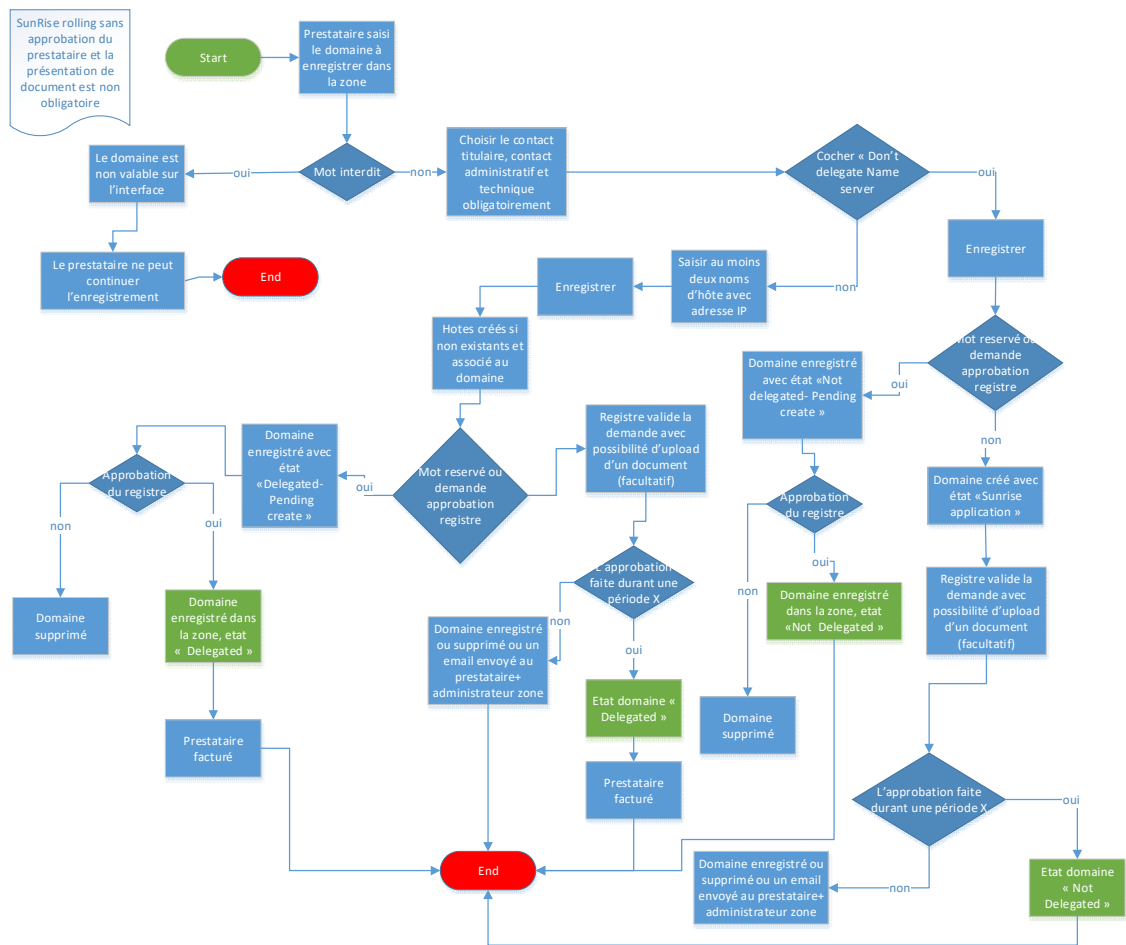 SunRise rolling sans
approbation du
prestataire et la
présentation de
document est non
obligatoire
Start
Prestataire saisi
le domaine à
enregistrer dans
la zone
Mot interdit
oui
non
Le domaine est
non valable sur
l'interface
Le prestataire ne peut
continuer
l'enregistrement
End
Choisir le contact
titulaire, contact
administratif et
technique
obligatoirement
Cocher « Don't
delegate Name
server
oui
non
Enregistrer
Saisir au moins
deux noms
d'hôte avec
adresse IP
Enregistrer
Hotes créés si
non existants et
associé au
domaine
Mot reservé ou
demande
approbation
registre
oui
non
Domaine enregistré
avec état «Not
delegated- Pending
create »
Approbation
du registre
oui
non
Domaine enregistré
dans la zone, etat
«Not Delegated »
Domaine
supprimé
Domaine créé avec
état «Sunrise
application »
Registre valide la
demande avec
possibilité d'upload
d'un document
(facultatif)
L'approbation faite
durant une période X
oui
non
Etat domaine
« Not
Delegated »
Domaine enregistré ou
supprimé ou un email
envoyé au prestataire+
administrateur zone
Mot reservé ou
demande
approbation
registre
oui
Domaine
enregistré avec
état
«Delegated-
Pending
create »
Approbation
du registre
non
oui
Domaine
supprimé
Domaine
enregistré dans
la zone, etat
« Delegated »
Prestataire
facturé
Registre valide la
demande avec
possibilité d'upload
d'un document
(facultatif)
L'approbation
faite durant une
période X
non
oui
Domaine enregistré
ou supprimé ou un
email envoyé au
prestataire+
administrateur zone
Etat domaine «
Delegated »
Prestataire
facturé
End